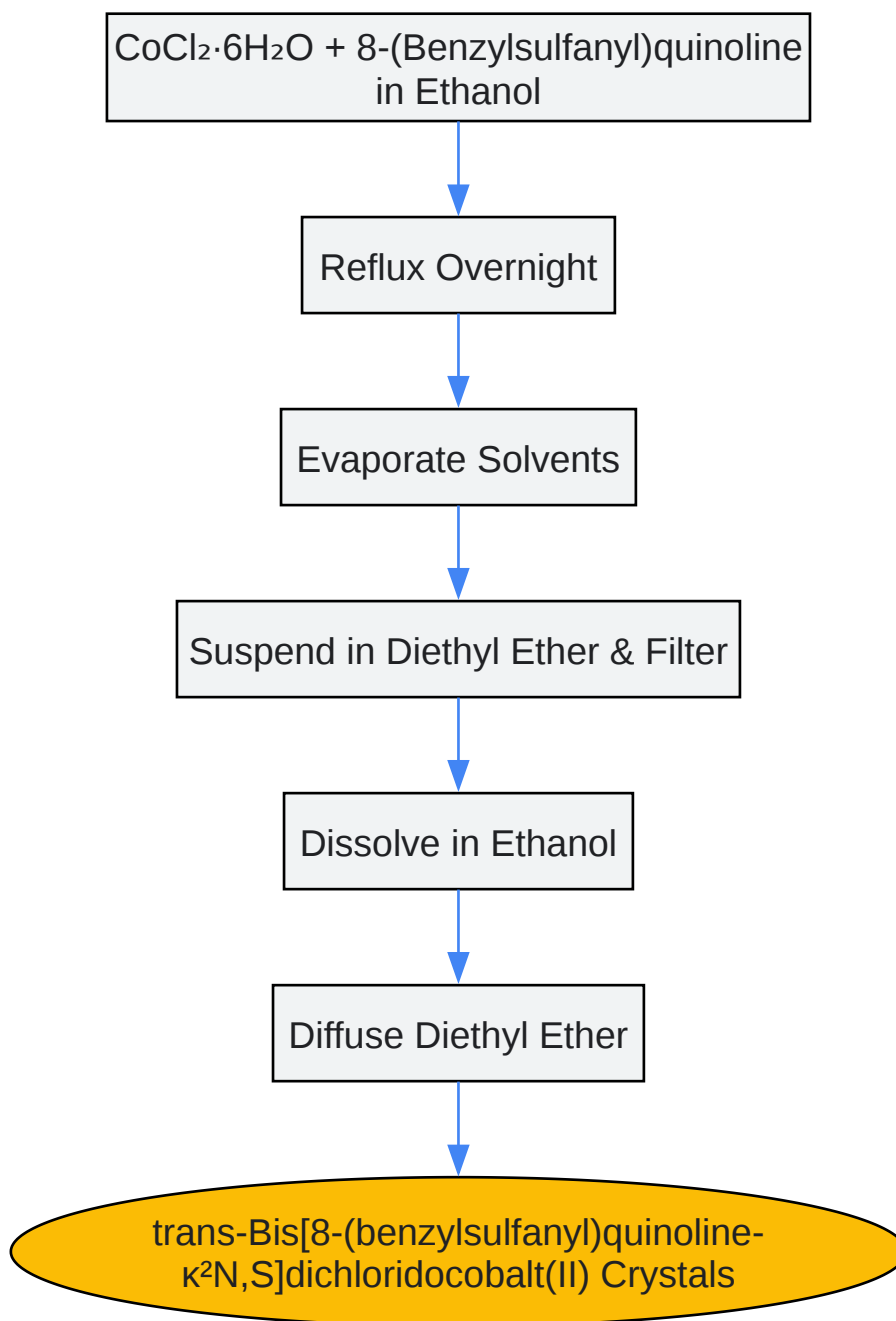 CoCl₂·6H₂O + 8-(Benzylsulfanyl)quinoline
in Ethanol
Reflux Overnight
Evaporate Solvents
Suspend in Diethyl Ether & Filter
Dissolve in Ethanol
Diffuse Diethyl Ether
trans-Bis[8-(benzylsulfanyl)quinoline-
κ²N,S]dichloridocobalt(II) Crystals